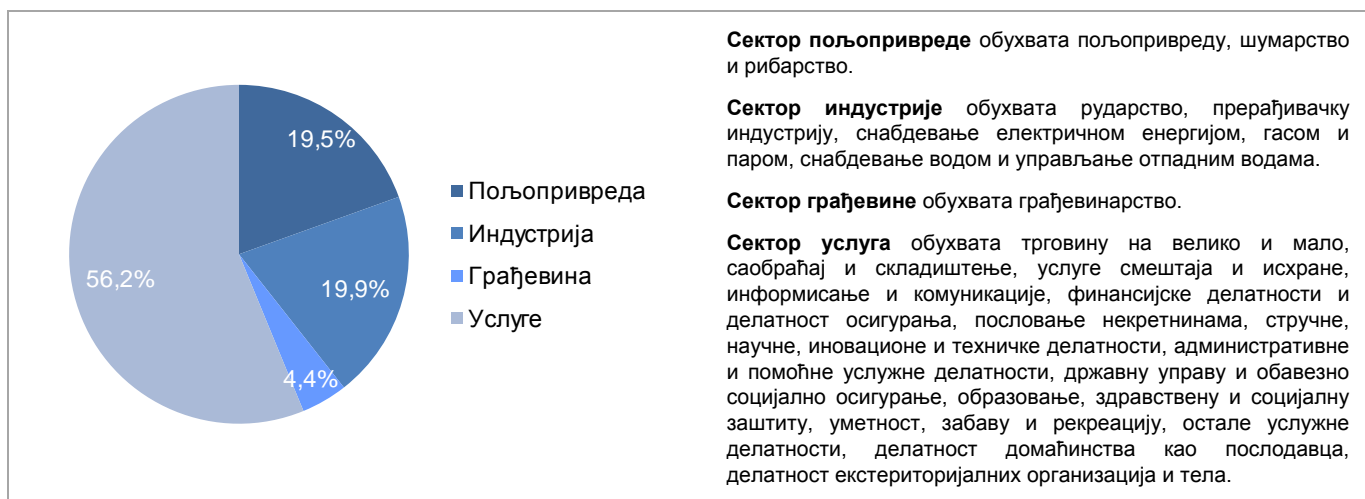 19,5%
19,9%
4,4%
56,2%
Пољопривреда
Индустрија
Грађевина
Услуге
Сектор пољопривреде обухвата пољопривреду, шумарство
и рибарство.
Сектор индустрије обухвата рударство, прерађивачку
индустрију, снабдевање електричном енергијом, гасом и
паром, снабдевање водом и управљање отпадним водама.
Сектор грађевине обухвата грађевинарство.
Сектор услуга обухвата трговину на велико и мало,
саобраћај и складиштење, услуге смештаја и исхране,
информисање и комуникације, финансијске делатности и
делатност осигурања, пословање некретнинама, стручне,
научне, иновационе и техничке делатности, административне
и помоћне услужне делатности, државну управу и обавезно
социјално осигурање, образовање, здравствену и социјалну
заштиту, уметност, забаву и рекреацију, остале услужне
делатности, делатност домаћинства као послодавца,
делатност екстериторијалних организација и тела.